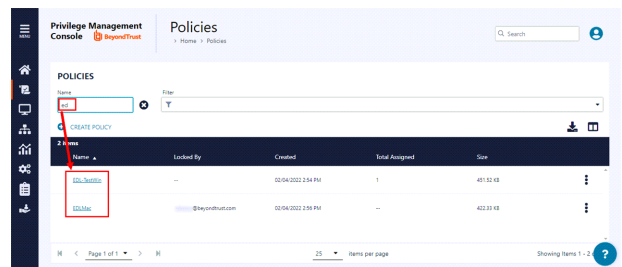 MENU
Privilege Management
Console BeyondTrust
Policies
> Home > Policies
Search
POLICIES
Name
Filter
ed
CREATE POLICY
2 items
Name Locked By Created Total Assigned Size
EDL-TestWin -- 02/04/2022 2:54 PM 1 451.52 KB
EDLMac @beyondtrust.com 02/04/2022 2:56 PM -- 422.33 KB
Page 1 of 1
25 items per page
Showing Items 1 - 2
?